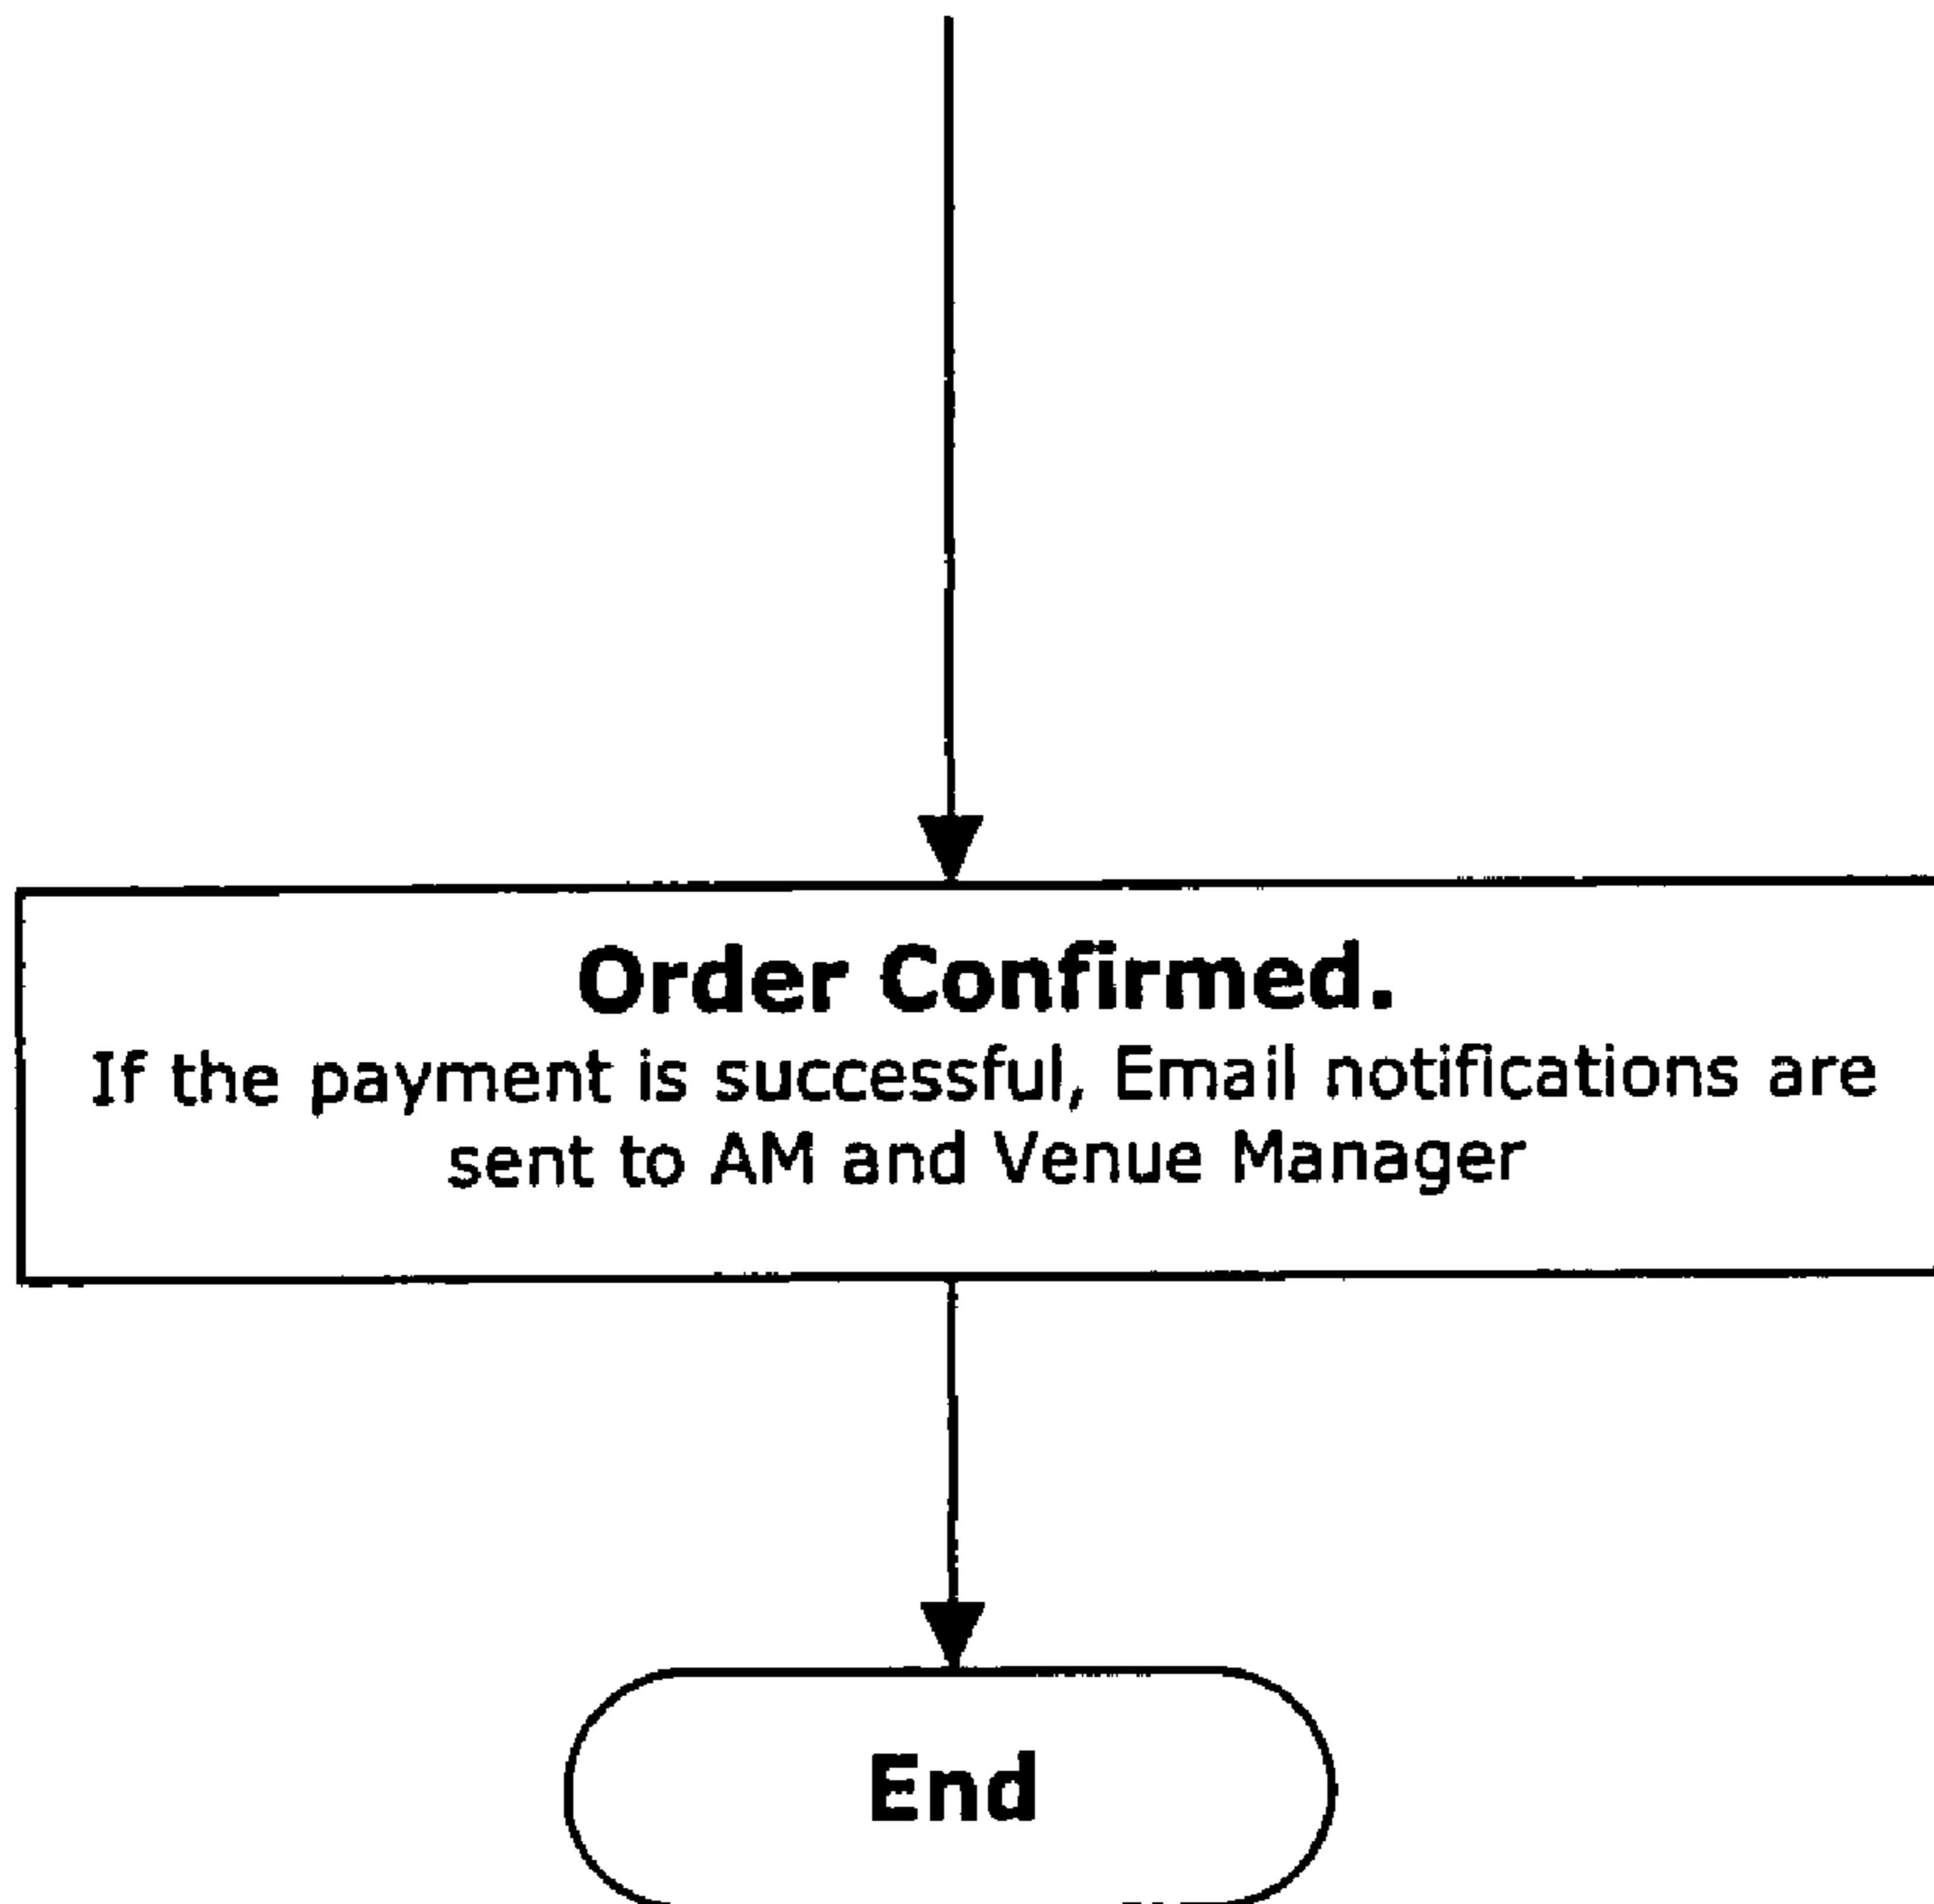 Order Confirmed.
If the payment is successful, Email notifications are
sent to AM and Venue Manager
End